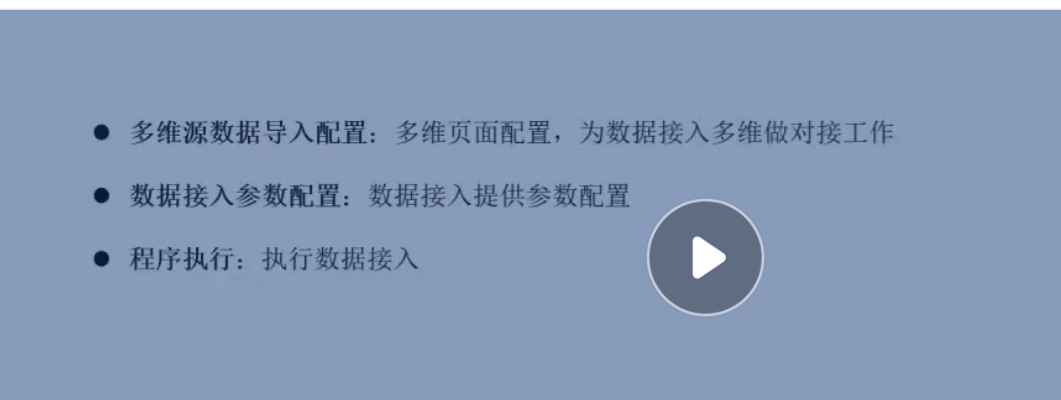 ● 多维源数据导入配置：多维页面配置，为数据接入多维做对接工作
● 数据接入参数配置：数据接入提供参数配置
● 程序执行：执行数据接入